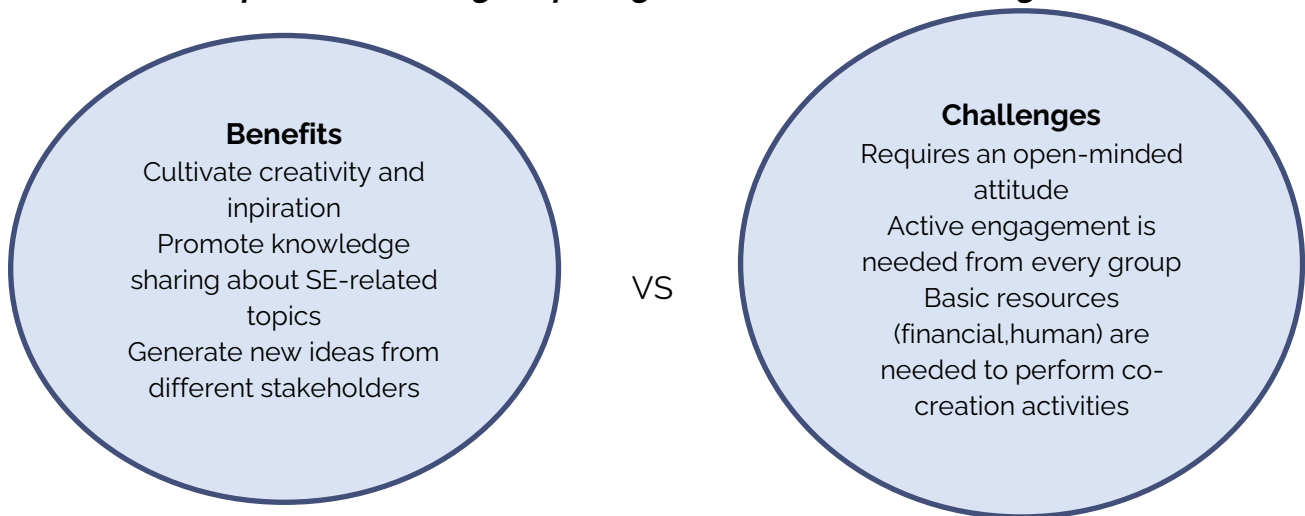 Benefits
Cultivate creativity and
inpiration
Promote knowledge
sharing about SE-related
topics
Generate new ideas from
different stakeholders
VS
Challenges
Requires an open-minded
attitude
Active engagement is
needed from every group
Basic resources
(financial,human) are
needed to perform co-
creation activities